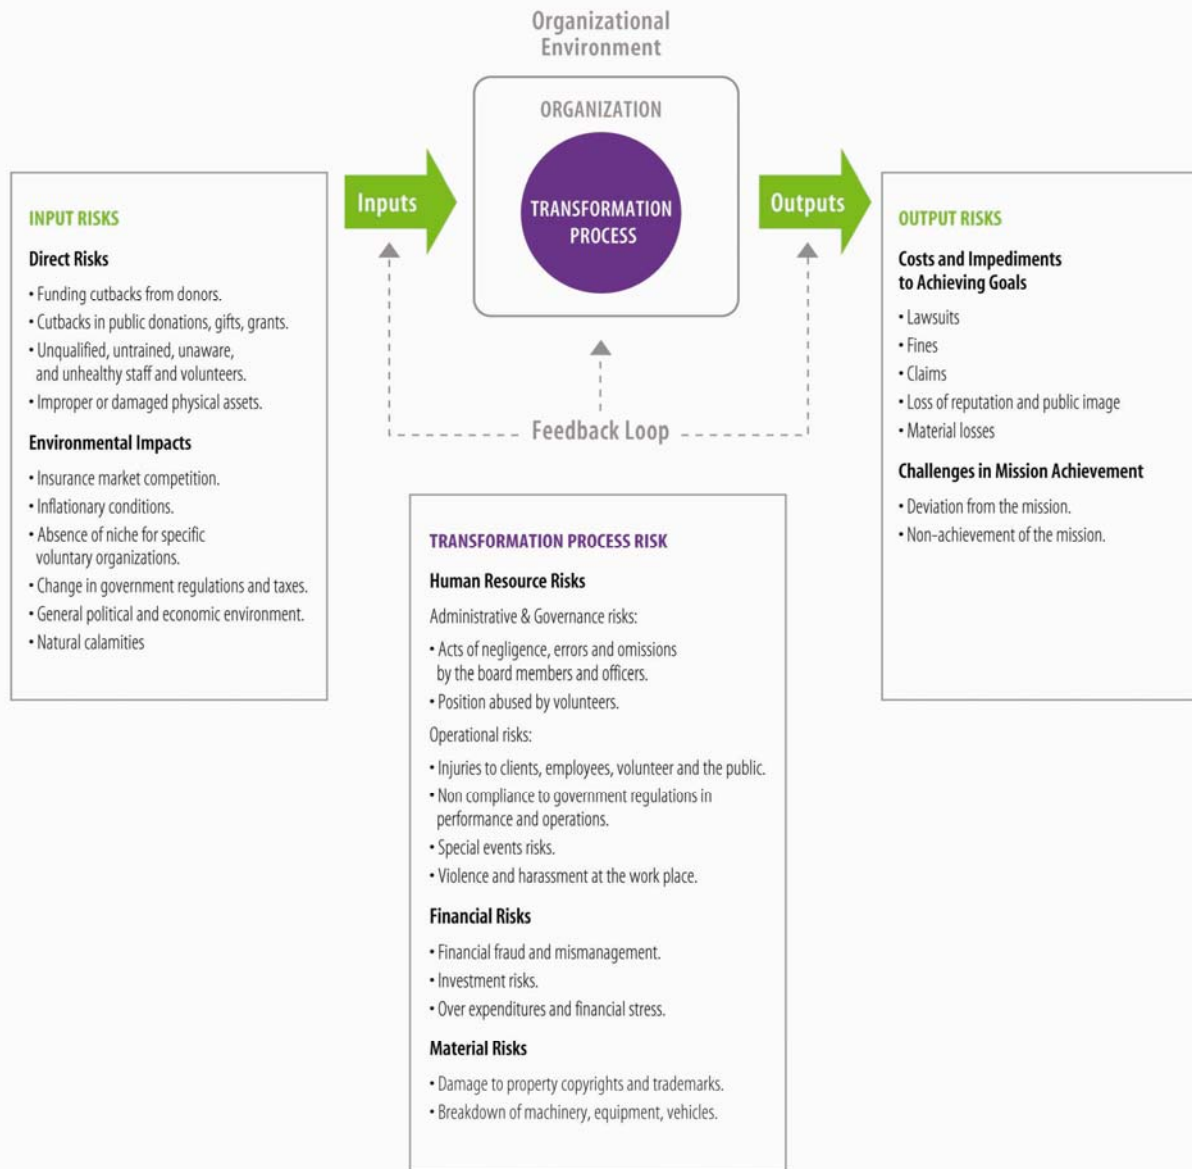 Organizational
Environment
ORGANIZATION
TRANSFORMATION
PROCESS
Inputs
Outputs
Feedback Loop
INPUT RISKS
Direct Risks
• Funding cutbacks from donors.
• Cutbacks in public donations, gifts, grants.
• Unqualified, untrained, unaware,
and unhealthy staff and volunteers.
• Improper or damaged physical assets.
Environmental Impacts
• Insurance market competition.
• Inflationary conditions.
• Absence of niche for specific
voluntary organizations.
• Change in government regulations and taxes.
• General political and economic environment.
• Natural calamities
TRANSFORMATION PROCESS RISK
Human Resource Risks
Administrative & Governance risks:
• Acts of negligence, errors and omissions
by the board members and officers.
• Position abused by volunteers.
Operational risks:
• Injuries to clients, employees, volunteer and the public.
• Non compliance to government regulations in
performance and operations.
• Special events risks.
• Violence and harassment at the work place.
Financial Risks
• Financial fraud and mismanagement.
• Investment risks.
• Over expenditures and financial stress.
Material Risks
• Damage to property copyrights and trademarks.
• Breakdown of machinery, equipment, vehicles.
OUTPUT RISKS
Costs and Impediments
to Achieving Goals
• Lawsuits
• Fines
• Claims
• Loss of reputation and public image
• Material losses
Challenges in Mission Achievement
• Deviation from the mission.
• Non-achievement of the mission.